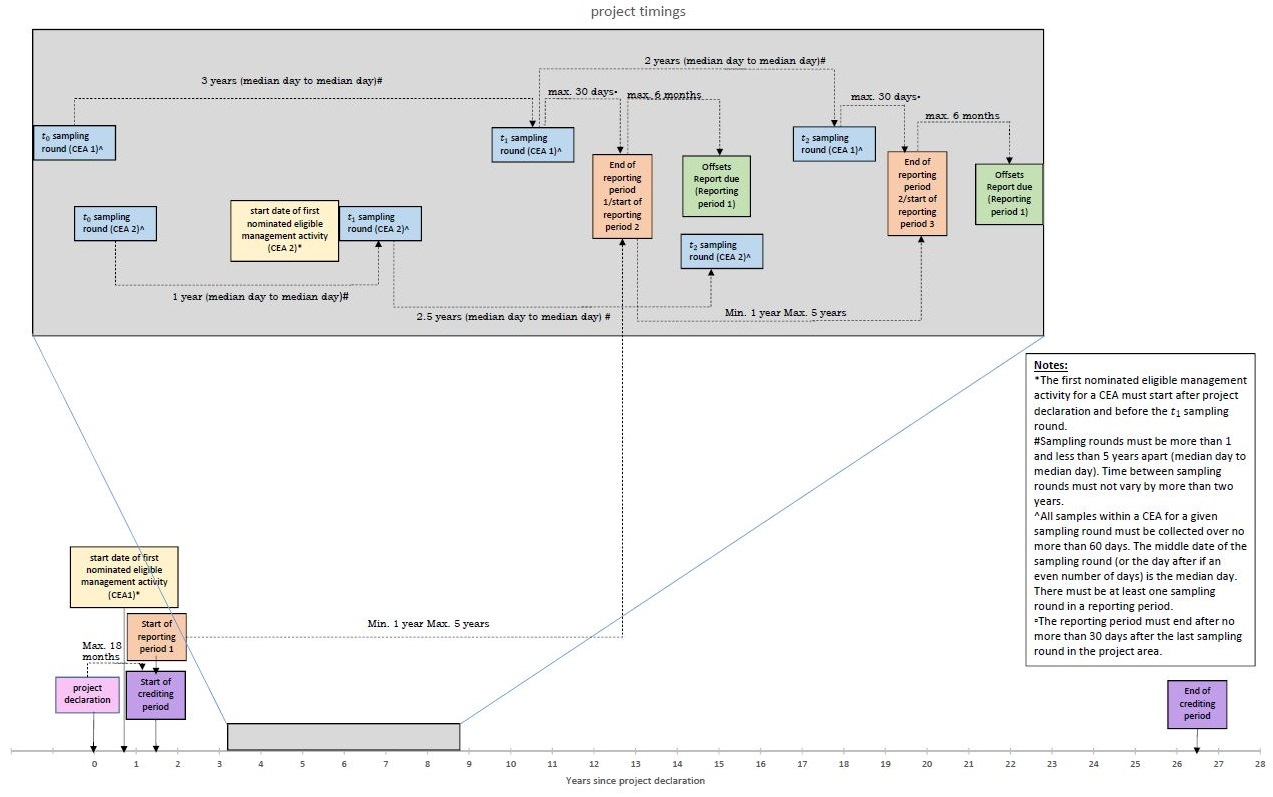 project timings
2 years (median day to median day)#
3 years (median day to median day)#
max. 30 days▪
max. 6 months
max. 30 days▪
max. 6 months
t0 sampling
round (CEA 1)^
t1 sampling
round (CEA 1)^
t2 sampling
round (CEA 1)^
End of
reporting
period
1/start of
reporting
period 2
Offsets
Report due
(Reporting
period 1)
End of
reporting
period
2/start of
reporting
period 3
Offsets
Report due
(Reporting
period 1)
t0 sampling
round (CEA 2)^
start date of first
nominated eligible
management activity
(CEA 2)*
t1 sampling
round (CEA 2)^
t2 sampling
round (CEA 2)^
1 year (median day to median day)#
2.5 years (median day to median day) #
Min. 1 year Max. 5 years
Notes:
*The first nominated eligible management
activity for a CEA must start after project
declaration and before the t1 sampling
round.
#Sampling rounds must be more than 1
and less than 5 years apart (median day to
median day). Time between sampling
rounds must not vary by more than two
years.
^All samples within a CEA for a given
sampling round must be collected over no
more than 60 days. The middle date of the
sampling round (or the day after if an
even number of days) is the median day.
There must be at least one sampling
round in a reporting period.
▪The reporting period must end after no
more than 30 days after the last sampling
round in the project area.
start date of first
nominated eligible
management activity
(CEA1)*
Start of
reporting
period 1
Min. 1 year Max. 5 years
Max. 18
months
project
declaration
Start of
crediting
period
End of
crediting
period
0 1 2 3 4 5 6 7 8 9 10 11 12 13 14 15 16 17 18 19 20 21 22 23 24 25 26 27 28
Years since project declaration